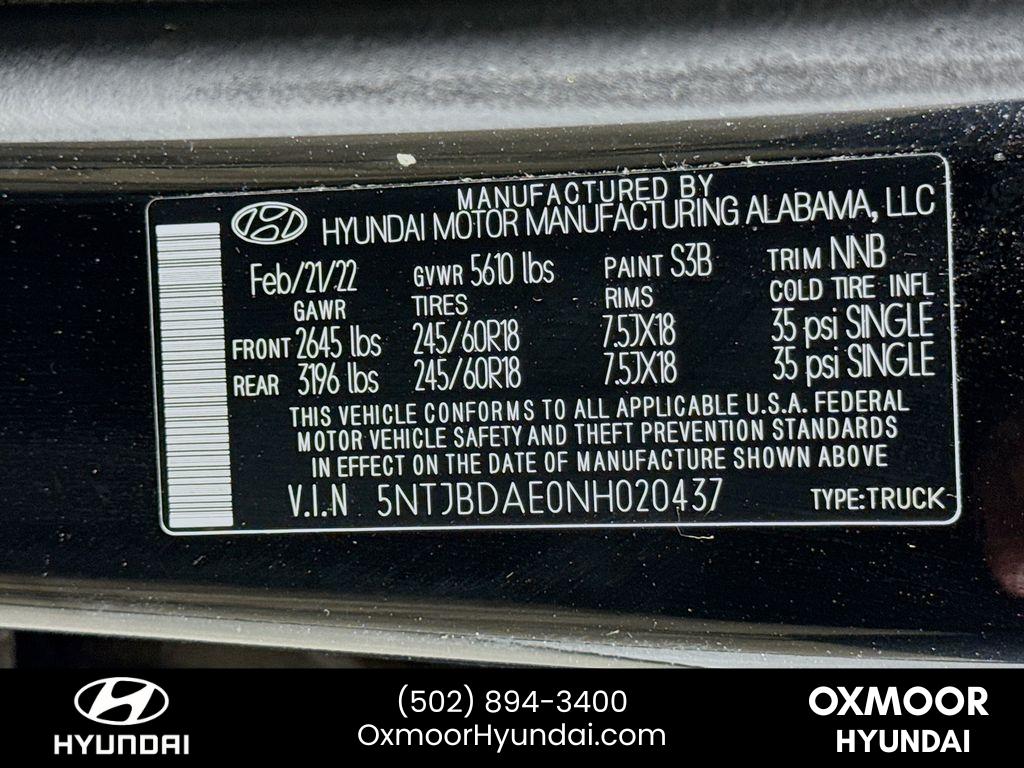 MANUFACTURED BY
HYUNDAI MOTOR MANUFACTURING ALABAMA, LLC
Feb/21/22 GVWR 5610 lbs PAINT S3B TRIM NNB
GAWR TIRES RIMS COLD TIRE INFL
FRONT 2645 lbs 245/60R18 7.5JX18 35 psi SINGLE
REAR 3196 lbs 245/60R18 7.5JX18 35 psi SINGLE
THIS VEHICLE CONFORMS TO ALL APPLICABLE U.S.A. FEDERAL
MOTOR VEHICLE SAFETY AND THEFT PREVENTION STANDARDS
IN EFFECT ON THE DATE OF MANUFACTURE SHOWN ABOVE
V.I.N 5NTJBDAE0NH020437 TYPE:TRUCK
HYUNDAI
(502) 894-3400
OxmoorHyundai.com
OXMOOR
HYUNDAI